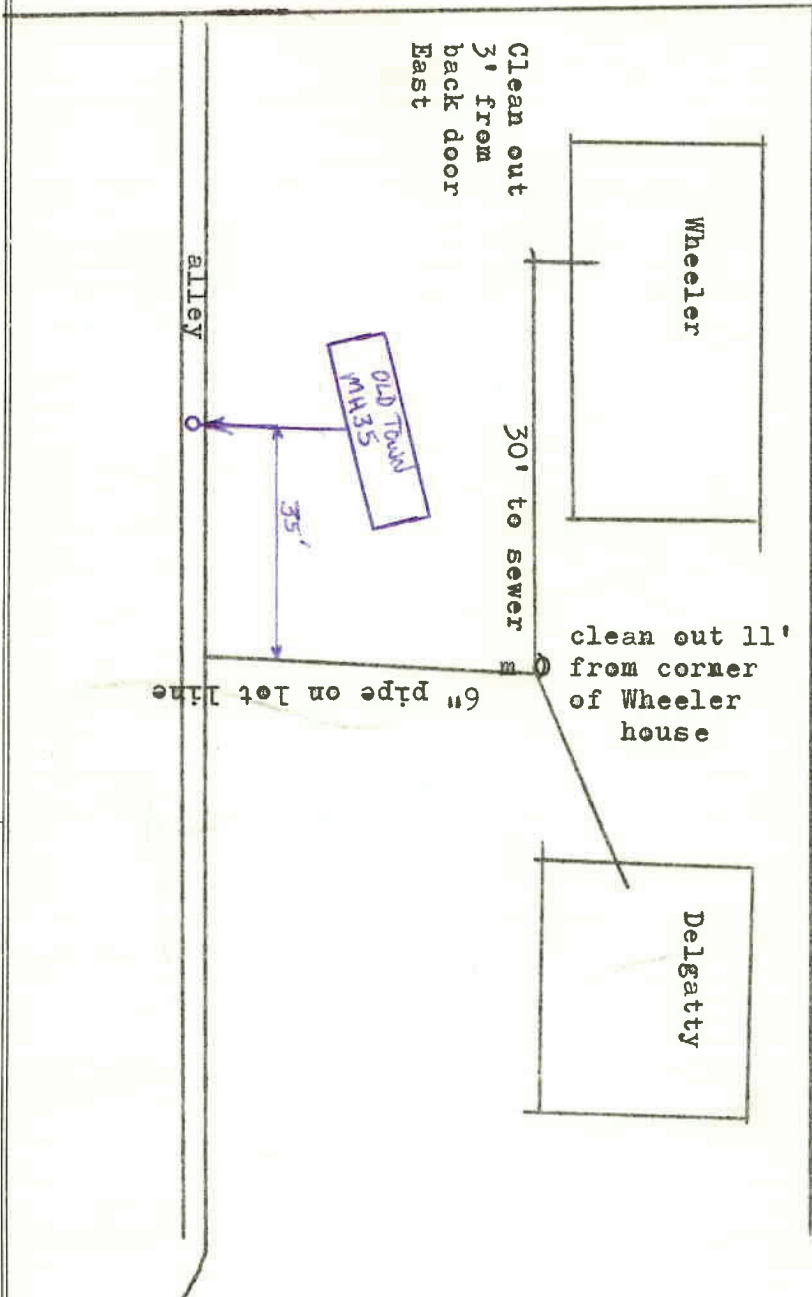 Wheeler
Clean out
3' from
back door
East
30' to sewer
clean out 11'
from corner
of Wheeler
house
Delgatty
OLD TOWN
MH35
35'
6" pipe on lot line
alley
m